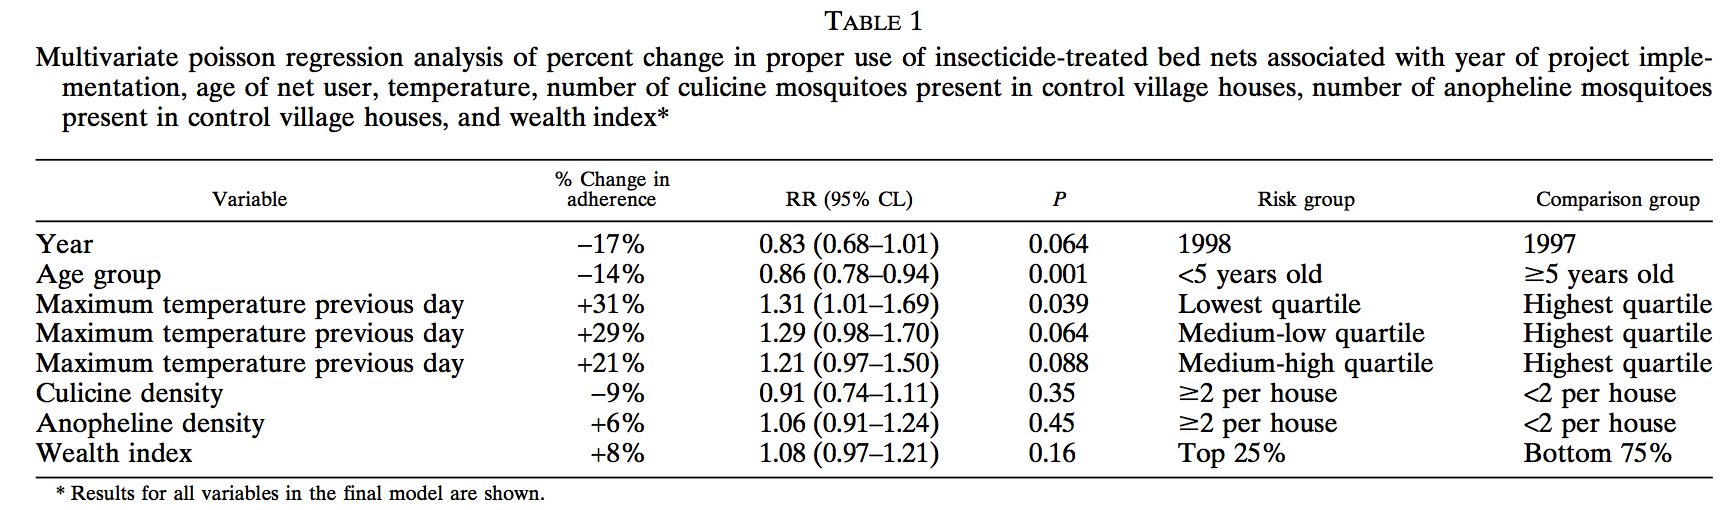 TABLE 1
Multivariate poisson regression analysis of percent change in proper use of insecticide-treated bed nets associated with year of project imple-
mentation, age of net user, temperature, number of culicine mosquitoes present in control village houses, number of anopheline mosquitoes
present in control village houses, and wealth index*
Variable % Change in adherence RR (95% CL) P Risk group Comparison group
Year –17% 0.83 (0.68–1.01) 0.064 1998 1997
Age group –14% 0.86 (0.78–0.94) 0.001 <5 years old ≥5 years old
Maximum temperature previous day +31% 1.31 (1.01–1.69) 0.039 Lowest quartile Highest quartile
Maximum temperature previous day +29% 1.29 (0.98–1.70) 0.064 Medium-low quartile Highest quartile
Maximum temperature previous day +21% 1.21 (0.97–1.50) 0.088 Medium-high quartile Highest quartile
Culicine density –9% 0.91 (0.74–1.11) 0.35 ≥2 per house <2 per house
Anopheline density +6% 1.06 (0.91–1.24) 0.45 ≥2 per house <2 per house
Wealth index +8% 1.08 (0.97–1.21) 0.16 Top 25% Bottom 75%
* Results for all variables in the final model are shown.